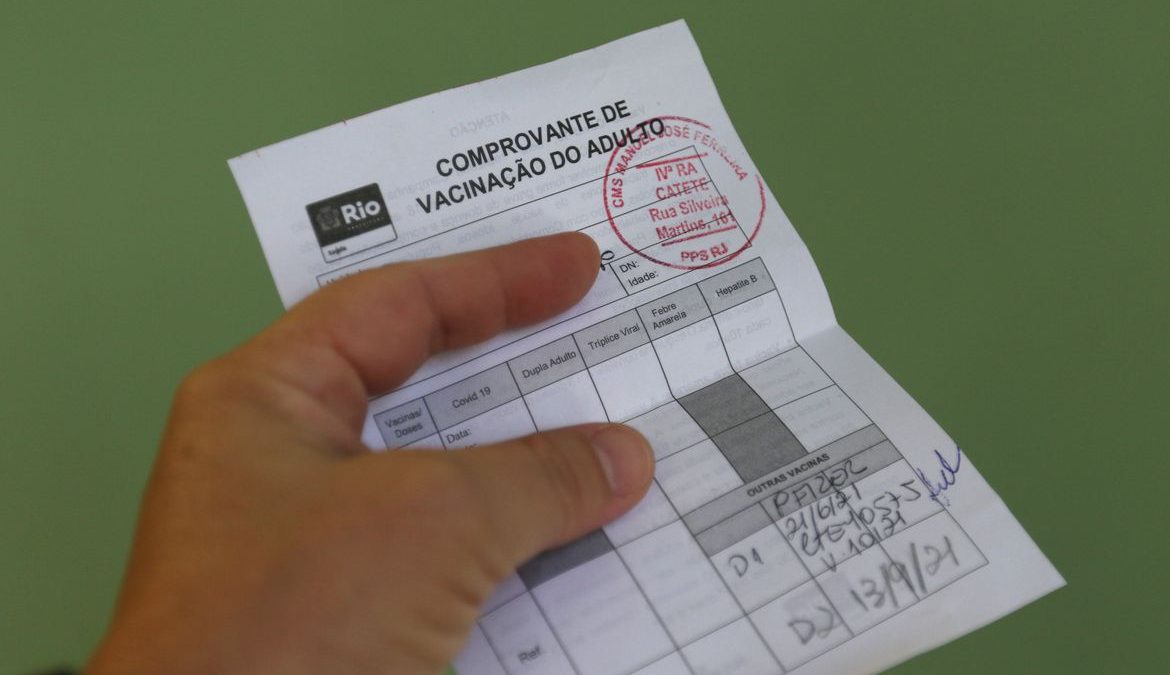 COMPROVANTE DE
VACINAÇÃO DO ADULTO
Rio
CMS MANOEL JOSÉ FERREIRA
IVª RA
CATETE
Rua Silveira
Martins, 161
PPS RJ
DN:
Idade:
Vacinas/
Doses
Covid 19
Dupla Adulto
Tríplice Viral
Febre
Amarela
Hepatite B
Data:
OUTRAS VACINAS
D1
PFIZER
21/6/21
V. 10/21
D2
13/9/21
Ref.
ATENÇÃO